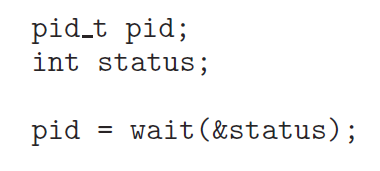 pid_t pid;
int status;
pid = wait(&status);